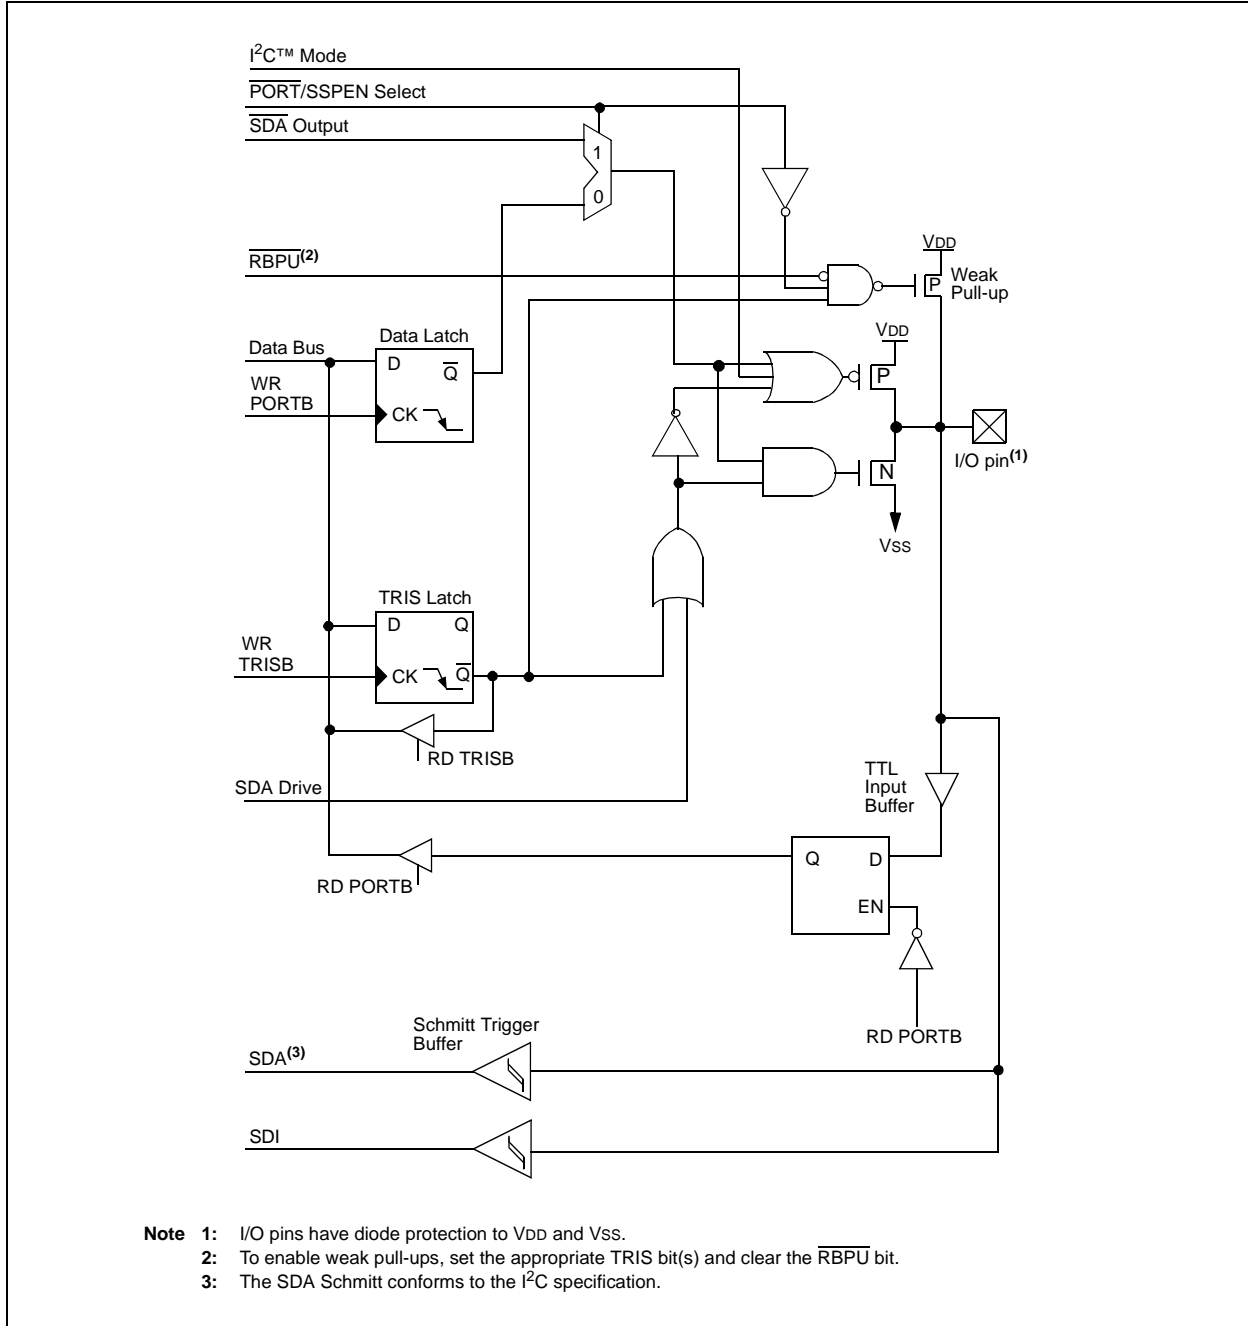 I²C™ Mode
P̅O̅R̅T̅/SSPEN Select
S̅D̅A̅ Output
1
0
R̅B̅P̅U̅(2)
VDD
P
Weak
Pull-up
Data Latch
Data Bus
D
Q̅
WR
PORTB
CK
VDD
P
I/O pin(1)
N
VSS
TRIS Latch
D
Q
WR
TRISB
CK
Q̅
RD TRISB
SDA Drive
TTL
Input
Buffer
Q
D
EN
RD PORTB
RD PORTB
Schmitt Trigger
Buffer
SDA(3)
SDI
Note 1: I/O pins have diode protection to VDD and VSS.
2: To enable weak pull-ups, set the appropriate TRIS bit(s) and clear the R̅B̅P̅U̅ bit.
3: The SDA Schmitt conforms to the I²C specification.